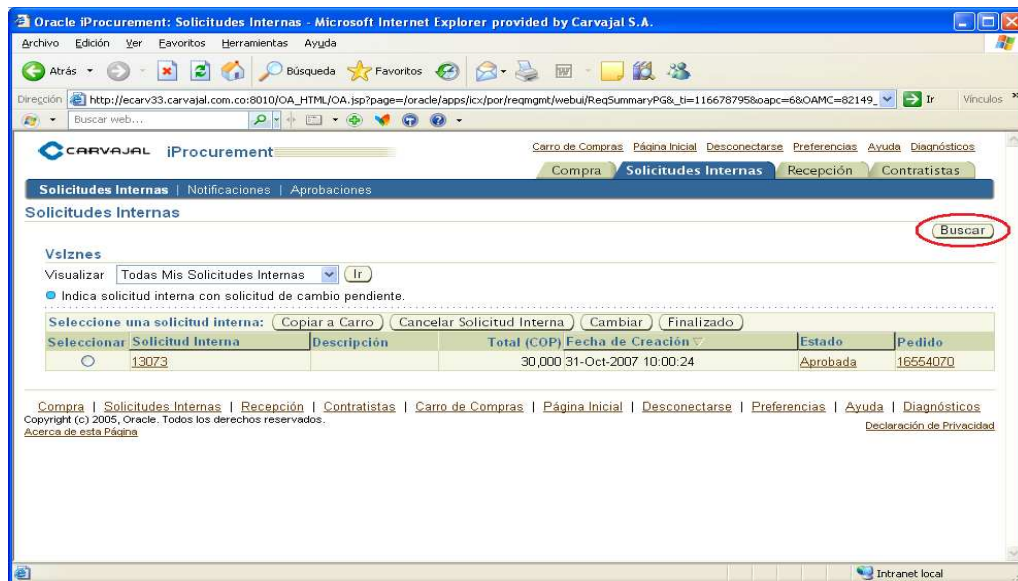 Oracle iProcurement: Solicitudes Internas - Microsoft Internet Explorer provided by Carvajal S.A.
Archivo Edición Ver Favoritos Herramientas Ayuda
Atrás Búsqueda Favoritos
Dirección http://ecarv33.carvajal.com.co:8010/OA_HTML/OA.jsp?page=/oracle/apps/icx/por/reqmgmt/webui/ReqSummaryPG&_ti=1166787958&oapc=6&OAMC=82149_ Ir Vínculos »
Buscar web...
CARVAJAL iProcurement Carro de Compras Página Inicial Desconectarse Preferencias Ayuda Diagnósticos
Compra Solicitudes Internas Recepción Contratistas
Solicitudes Internas | Notificaciones | Aprobaciones
Solicitudes Internas
Buscar
Vslznes
Visualizar Todas Mis Solicitudes Internas Ir
Indica solicitud interna con solicitud de cambio pendiente.
Seleccione una solicitud interna: Copiar a Carro Cancelar Solicitud Interna Cambiar Finalizado
Seleccionar Solicitud Interna Descripción Total (COP) Fecha de Creación Estado Pedido
13073 30,000 31-Oct-2007 10:00:24 Aprobada 16554070
Compra | Solicitudes Internas | Recepción | Contratistas | Carro de Compras | Página Inicial | Desconectarse | Preferencias | Ayuda | Diagnósticos
Copyright (c) 2005, Oracle. Todos los derechos reservados.
Acerca de esta Página Declaración de Privacidad
Intranet local